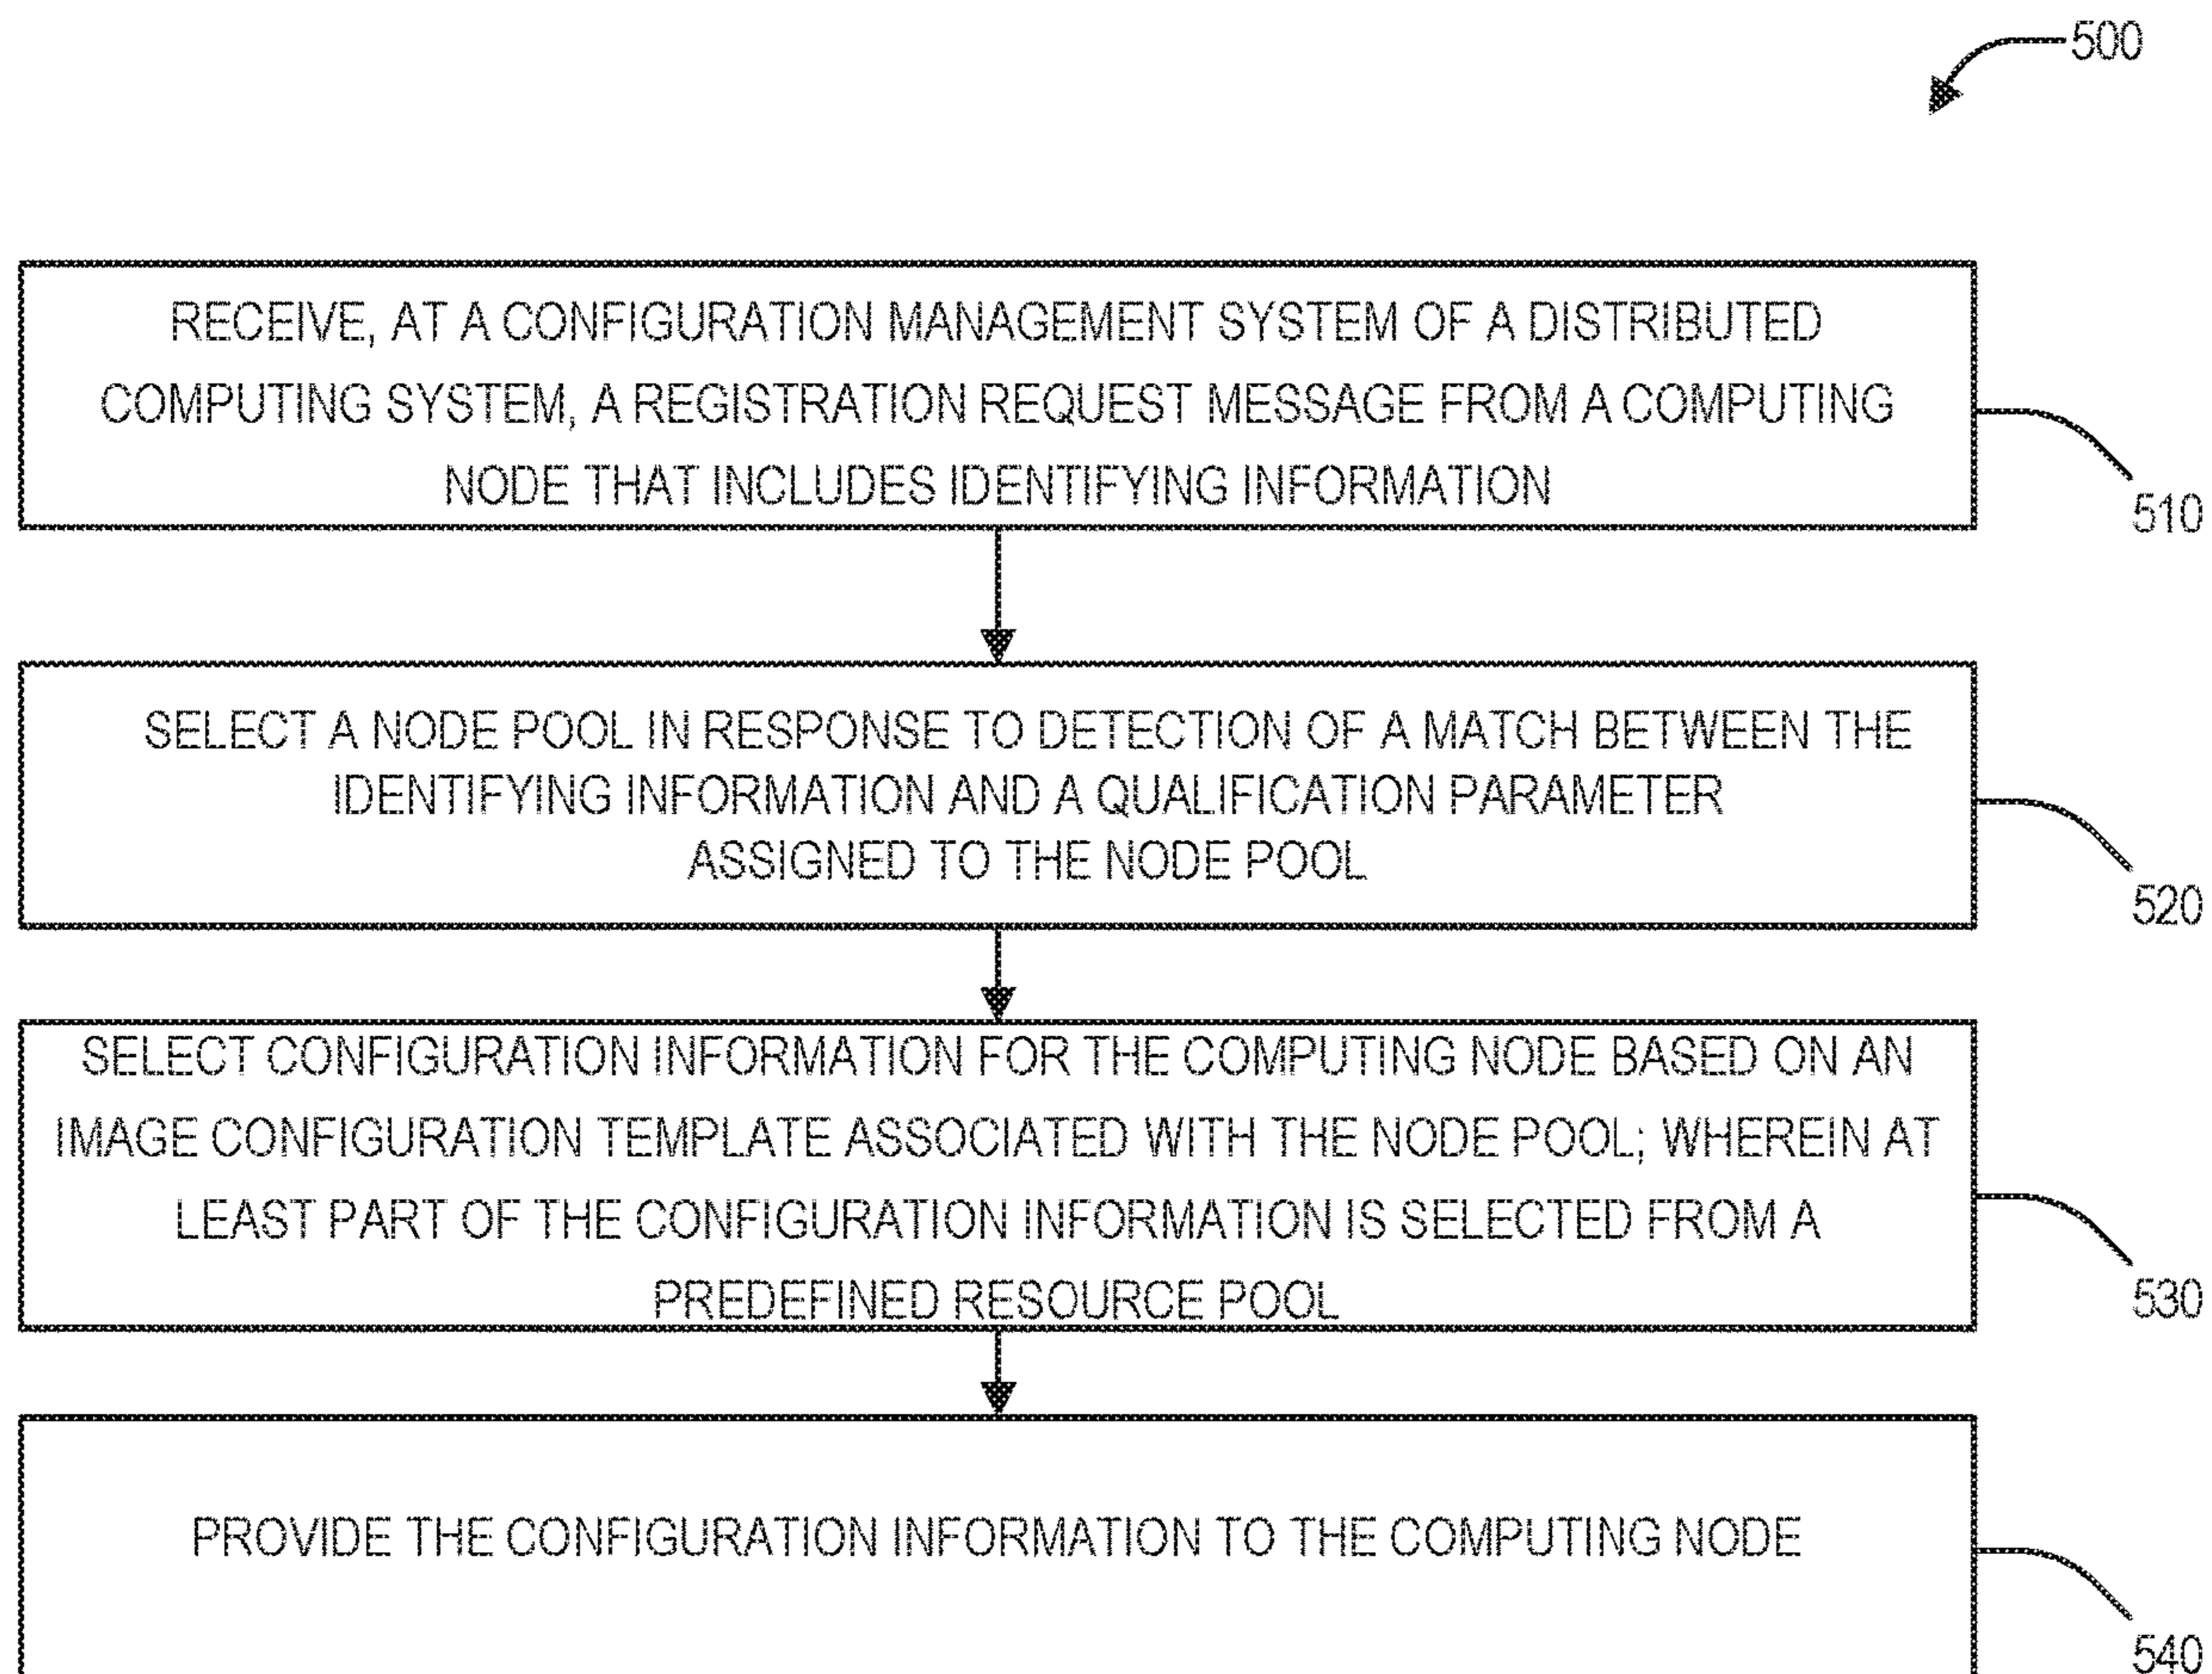 500
RECEIVE, AT A CONFIGURATION MANAGEMENT SYSTEM OF A DISTRIBUTED
COMPUTING SYSTEM, A REGISTRATION REQUEST MESSAGE FROM A COMPUTING
NODE THAT INCLUDES IDENTIFYING INFORMATION
510
SELECT A NODE POOL IN RESPONSE TO DETECTION OF A MATCH BETWEEN THE
IDENTIFYING INFORMATION AND A QUALIFICATION PARAMETER
ASSIGNED TO THE NODE POOL
520
SELECT CONFIGURATION INFORMATION FOR THE COMPUTING NODE BASED ON AN
IMAGE CONFIGURATION TEMPLATE ASSOCIATED WITH THE NODE POOL; WHEREIN AT
LEAST PART OF THE CONFIGURATION INFORMATION IS SELECTED FROM A
PREDEFINED RESOURCE POOL
530
PROVIDE THE CONFIGURATION INFORMATION TO THE COMPUTING NODE
540